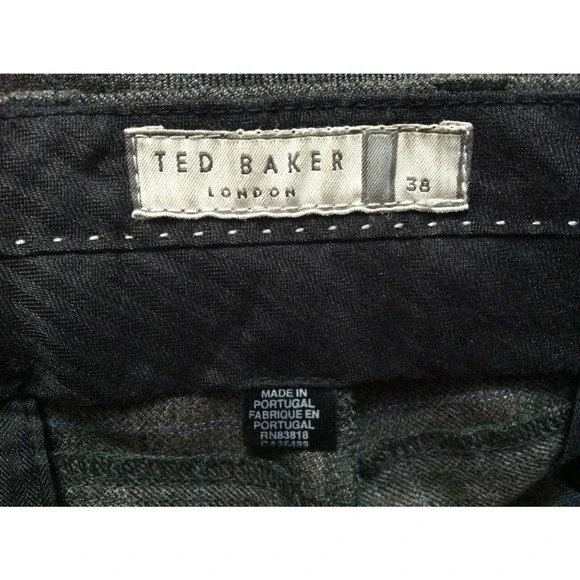 TED BAKER
LONDON
38
MADE IN
PORTUGAL
FABRIQUE EN
PORTUGAL
RN83818